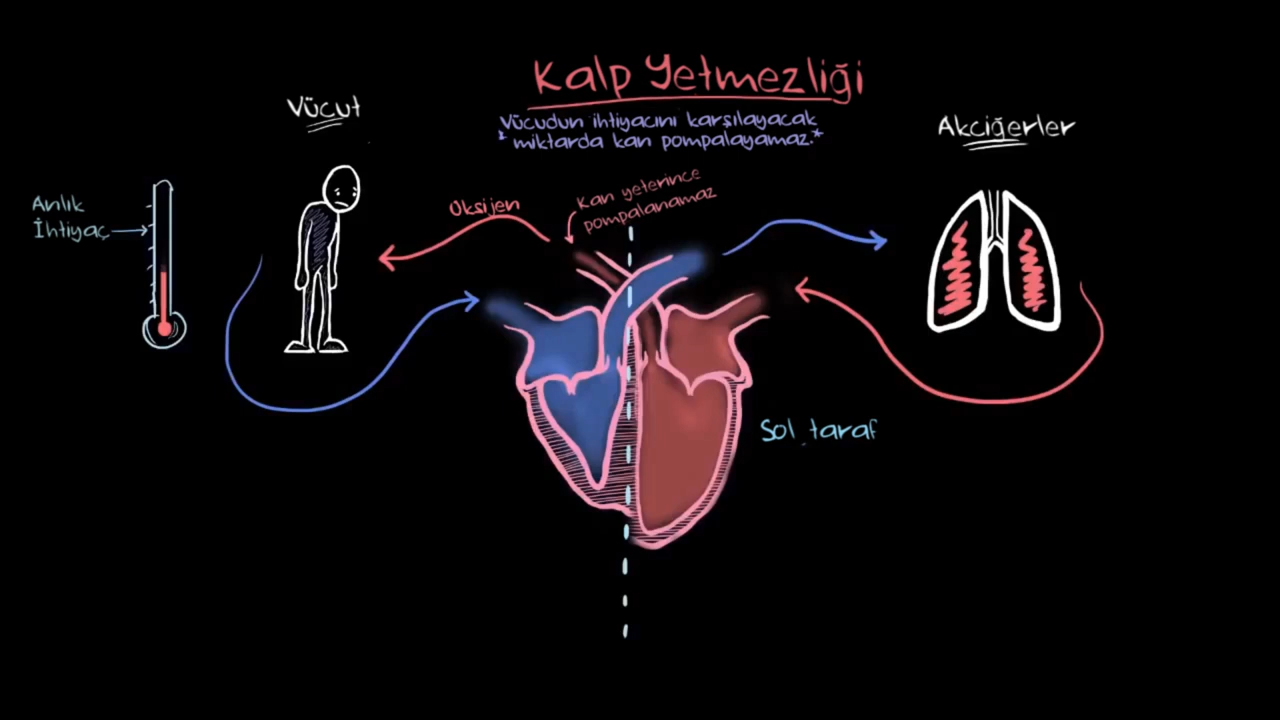 Kalp Yetmezliği
Vücudun ihtiyacını karşılayacak
* miktarda kan pompalayamaz.*
Vücut
Akciğerler
Anlık
İhtiyaç
Oksijen
Kan yeterince
pompalanamaz
Sol taraf